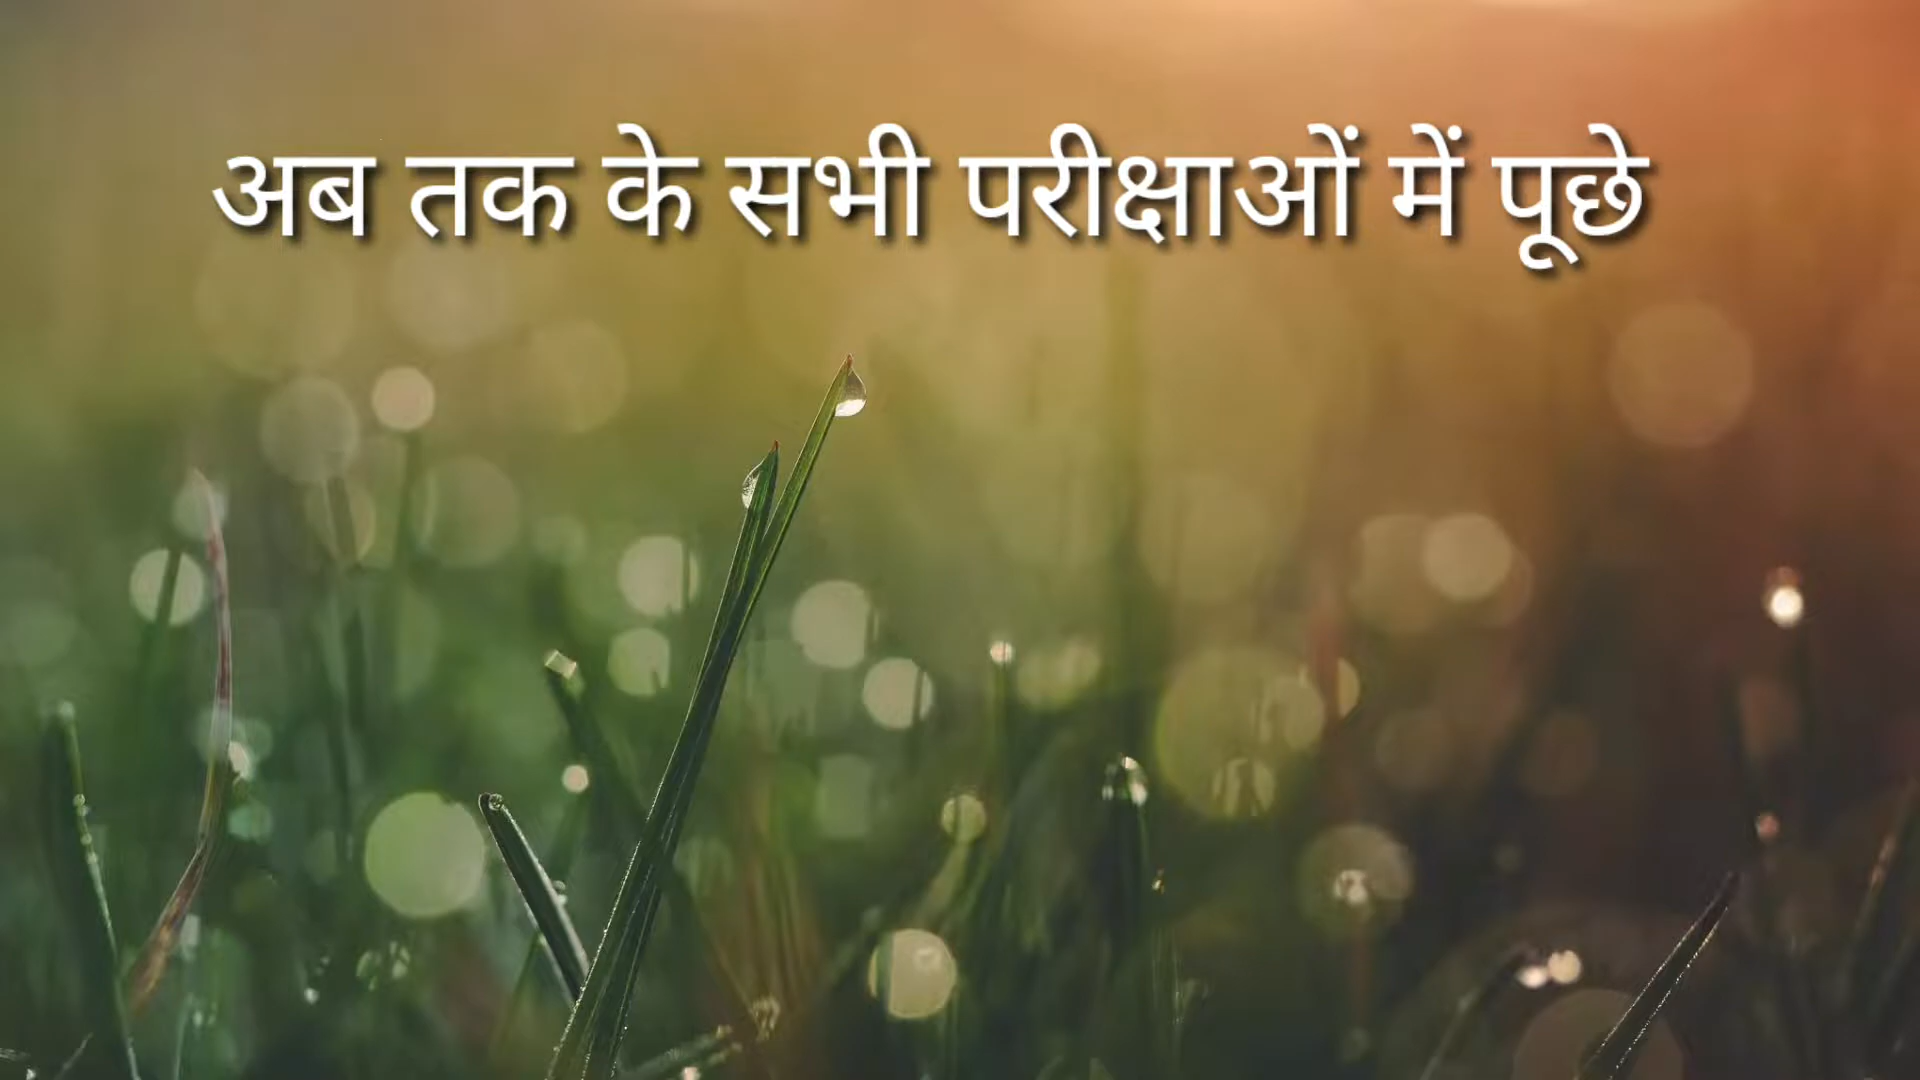 अब तक के सभी परीक्षाओं में पूछे